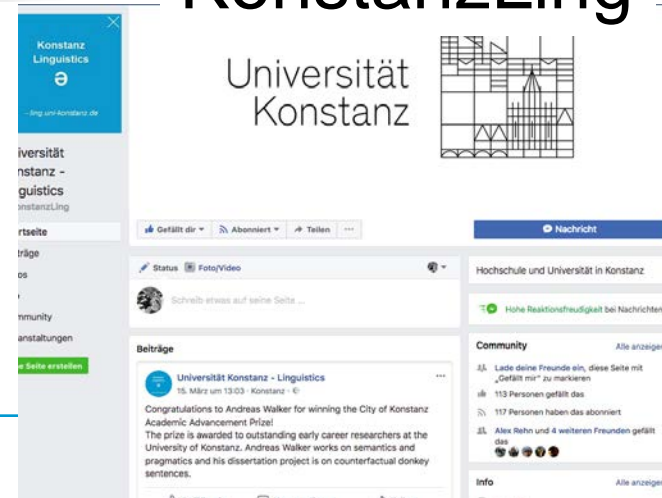 KonstanzLing
Konstanz
Linguistics
ə
Universität
Konstanz
Gefällt dir
Abonniert
Teilen
Nachricht
Status
Foto/Video
Schreib etwas auf seine Seite ...
Beiträge
Universität Konstanz - Linguistics
15. März um 13:03 · Konstanz ·
Congratulations to Andreas Walker for winning the City of Konstanz
Academic Advancement Prize!
The prize is awarded to outstanding early career researchers at the
University of Konstanz. Andreas Walker works on semantics and
pragmatics and his dissertation project is on counterfactual donkey
sentences.
Hochschule und Universität in Konstanz
Hohe Reaktionsfreudigkeit bei Nachrichten
Community
Alle anzeigen
Lade deine Freunde ein, diese Seite mit
„Gefällt mir“ zu markieren
113 Personen gefällt das
117 Personen haben das abonniert
Alex Rehn und 4 weiteren Freunden gefällt
das
Info
Alle anzeigen